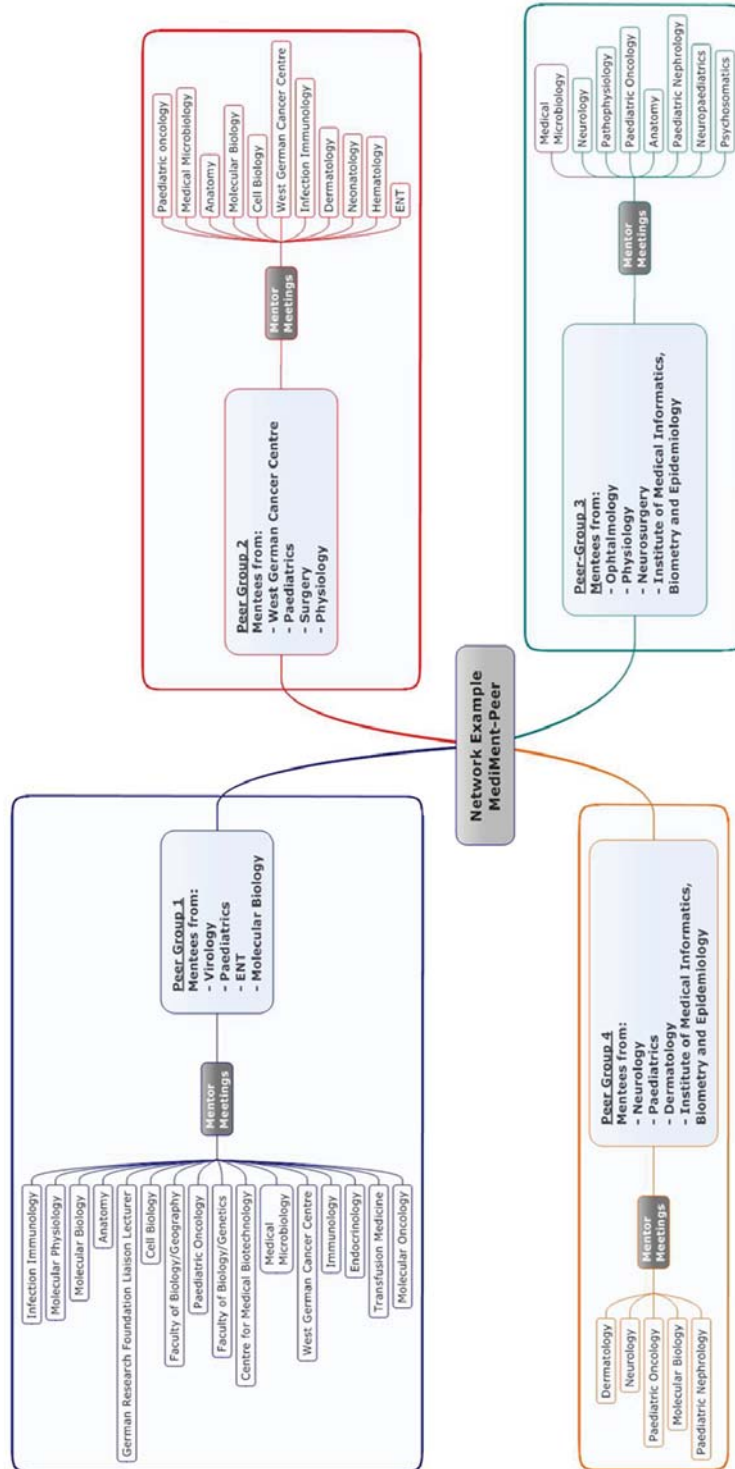 Network Example
MediMent-Peer
Peer Group 1
Mentees from:
- Virology
- Paediatrics
- ENT
- Molecular Biology
Mentor
Meetings
Infection Immunology
Molecular Physiology
Molecular Biology
Anatomy
German Research Foundation Liaison Lecturer
Cell Biology
Faculty of Biology/Geography
Paediatric Oncology
Faculty of Biology/Genetics
Centre for Medical Biotechnology
Medical
Microbiology
West German Cancer Centre
Immunology
Endocrinology
Transfusion Medicine
Molecular Oncology
Peer Group 2
Mentees from:
- West German Cancer Centre
- Paediatrics
- Surgery
- Physiology
Mentor
Meetings
Paediatric oncology
Medical Microbiology
Anatomy
Molecular Biology
Cell Biology
West German Cancer Centre
Infection Immunology
Dermatology
Neonatology
Hematology
ENT
Peer-Group 3
Mentees from:
- Ophtalmology
- Physiology
- Neurosurgery
- Institute of Medical Informatics,
Biometry and Epidemiology
Mentor
Meetings
Medical
Microbiology
Neurology
Pathophysiology
Paediatric Oncology
Anatomy
Paediatric Nephrology
Neuropaediatrics
Psychosomatics
Peer Group 4
Mentees from:
- Neurology
- Paediatrics
- Dermatology
- Institute of Medical Informatics,
Biometry and Epidemiology
Mentor
Meetings
Dermatology
Neurology
Paediatric Oncology
Molecular Biology
Paediatric Nephrology